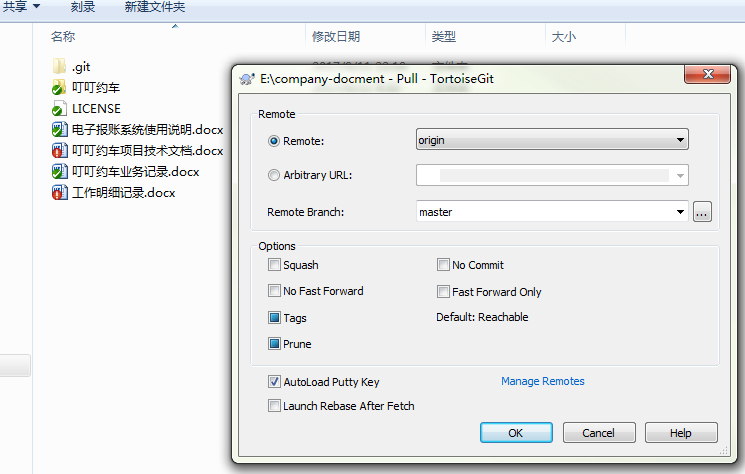 共享
刻录
新建文件夹
名称
修改日期
类型
大小
.git
叮叮约车
LICENSE
电子报账系统使用说明.docx
叮叮约车项目技术文档.docx
叮叮约车业务记录.docx
工作明细记录.docx
E:\company-docment - Pull - TortoiseGit
Remote
Remote:
origin
Arbitrary URL:
Remote Branch:
master
...
Options
Squash
No Commit
No Fast Forward
Fast Forward Only
Tags
Default: Reachable
Prune
AutoLoad Putty Key
Manage Remotes
Launch Rebase After Fetch
OK
Cancel
Help